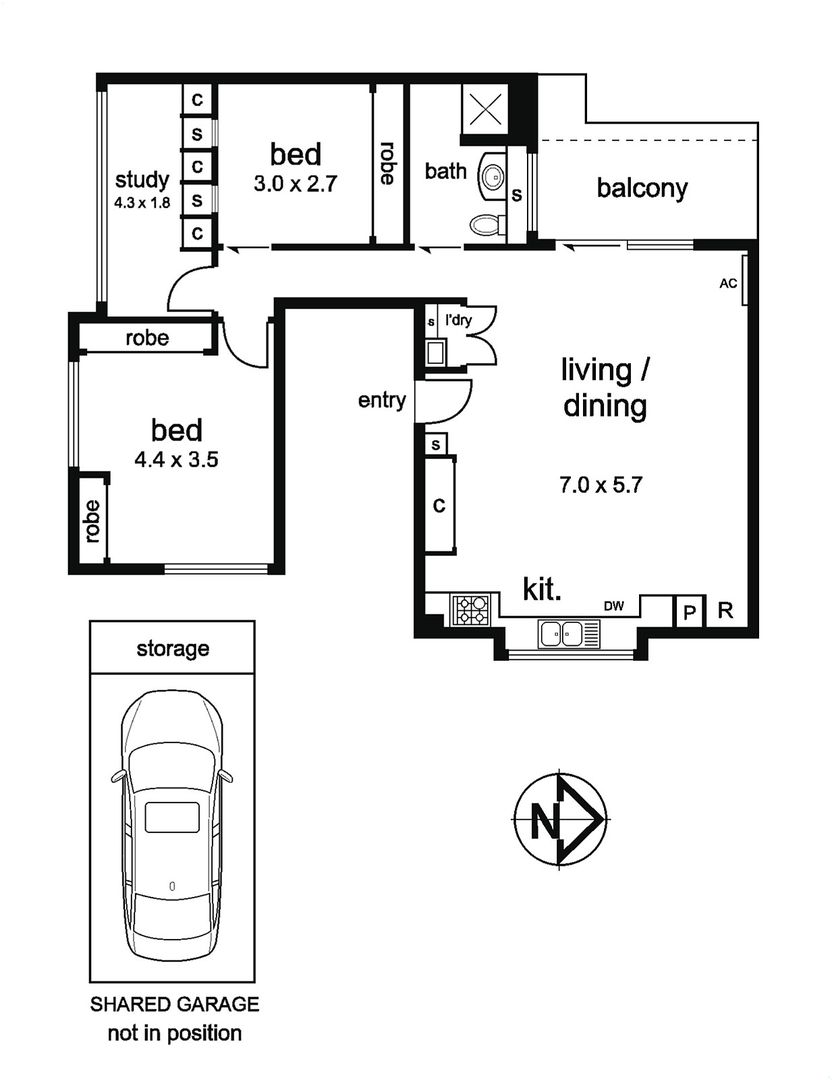 C
S
C
S
C
study
4.3 x 1.8
bed
3.0 x 2.7
robe
bath
S
balcony
AC
robe
bed
4.4 x 3.5
robe
s
l'dry
entry
s
C
living /
dining
7.0 x 5.7
kit.
DW
P
R
storage
SHARED GARAGE
not in position
N